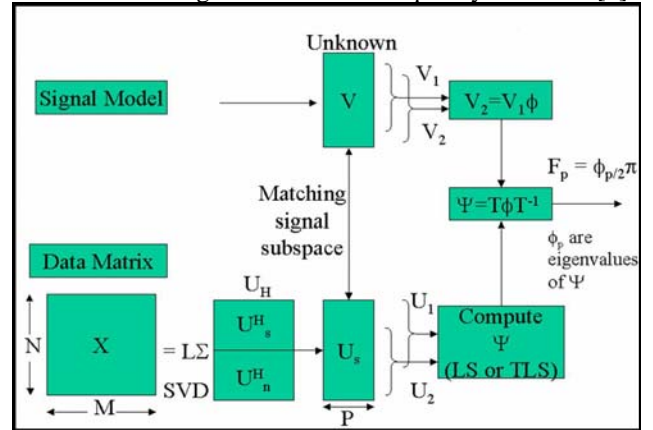 Unknown
Signal Model
V
V₁
V₂
V₂=V₁ϕ
Fₚ = ϕₚ/₂π
Matching
signal
subspace
Ψ=TϕT⁻¹
ϕₚ are
eigenvalues
of Ψ
Data Matrix
N
X
M
= LΣ
SVD
U_H
Uᴴₛ
Uᴴₙ
Uₛ
P
U₁
U₂
Compute
Ψ
(LS or TLS)